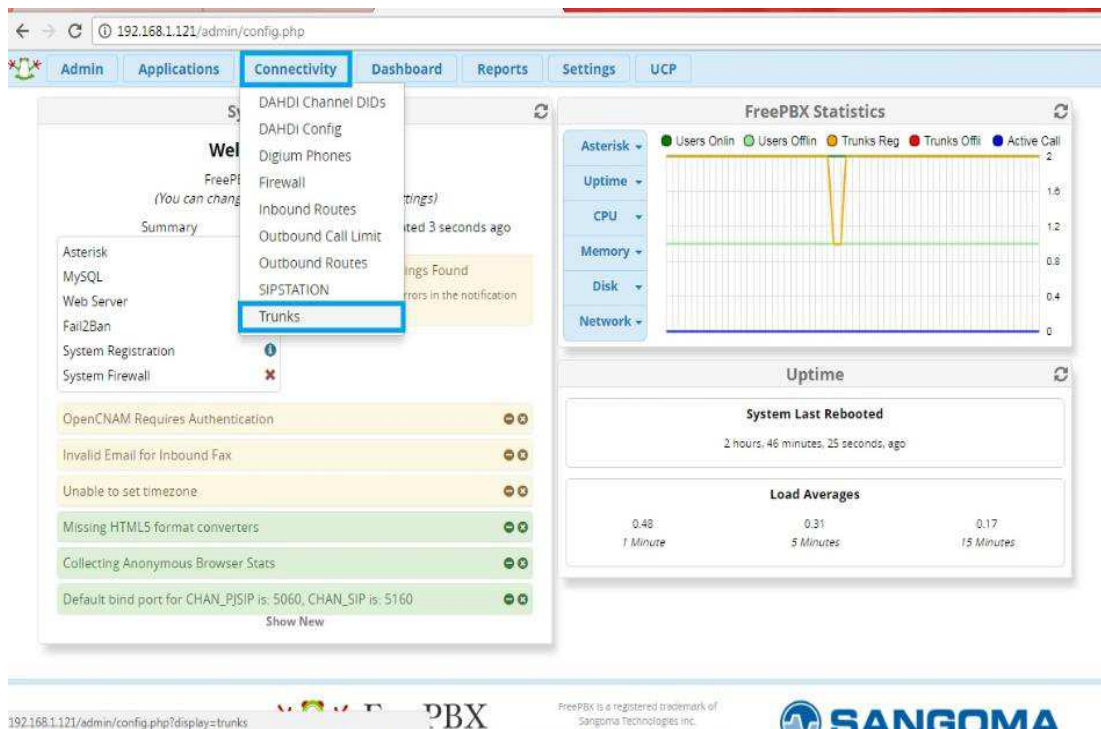 192.168.1.121/admin/config.php
Admin Applications Connectivity Dashboard Reports Settings UCP
DAHDI Channel DIDs
DAHDI Config
Digium Phones
Firewall
Inbound Routes
Outbound Call Limit
Outbound Routes
SIPSTATION
Trunks
Sy
Wel
FreePB
(You can chang
tings)
Summary
ted 3 seconds ago
Asterisk
MySQL
Web Server
Fail2Ban
System Registration
System Firewall
ings Found
rrors in the notification
OpenCNAM Requires Authentication
Invalid Email for Inbound Fax
Unable to set timezone
Missing HTML5 format converters
Collecting Anonymous Browser Stats
Default bind port for CHAN_PJSIP is: 5060, CHAN_SIP is: 5160
Show New
FreePBX Statistics
Asterisk
Uptime
CPU
Memory
Disk
Network
Users Onlin Users Offlin Trunks Reg Trunks Offli Active Call
2
1.6
1.2
0.8
0.4
0
Uptime
System Last Rebooted
2 hours, 46 minutes, 25 seconds, ago
Load Averages
0.48 0.31 0.17
1 Minute 5 Minutes 15 Minutes
192.168.1.121/admin/config.php?display=trunks
PBX
FreePBX is a registered trademark of
Sangoma Technologies Inc.
SANGOMA